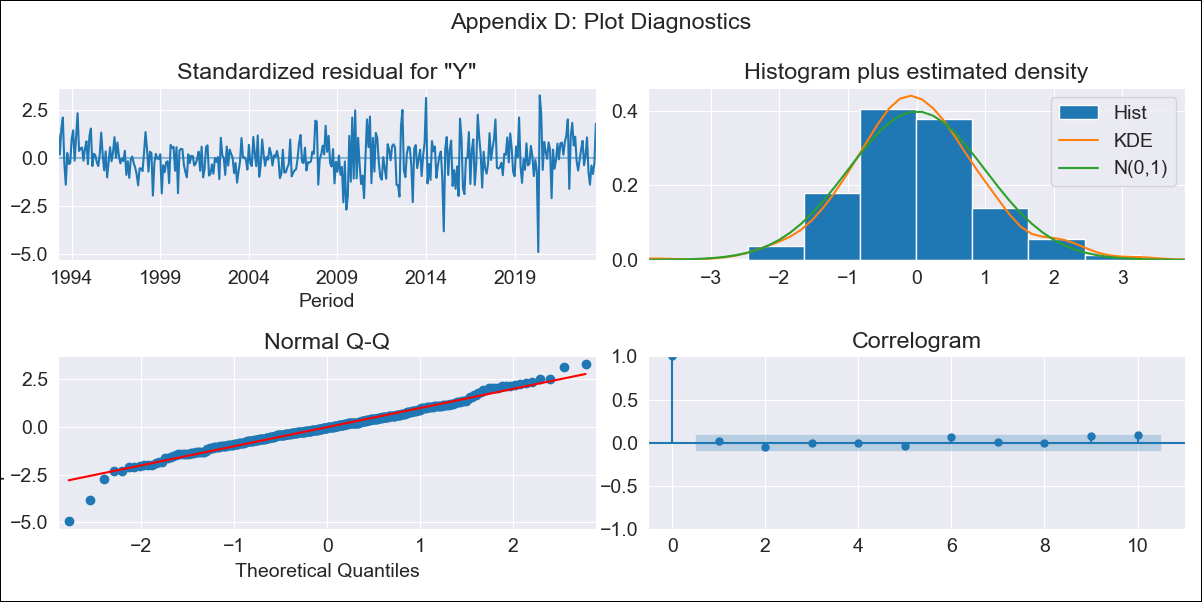 Appendix D: Plot Diagnostics
Standardized residual for "Y"
2.5
0.0
−2.5
−5.0
1994 1999 2004 2009 2014 2019
Period
Histogram plus estimated density
0.4
0.2
0.0
Hist
KDE
N(0,1)
−3 −2 −1 0 1 2 3
Normal Q-Q
2.5
0.0
−2.5
−5.0
−2 −1 0 1 2
Theoretical Quantiles
Correlogram
1.0
0.5
0.0
−0.5
−1.0
0 2 4 6 8 10